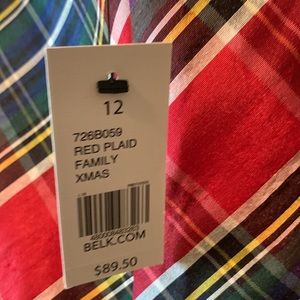 12
726B059
RED PLAID
FAMILY
XMAS
BELK.COM
$89.50